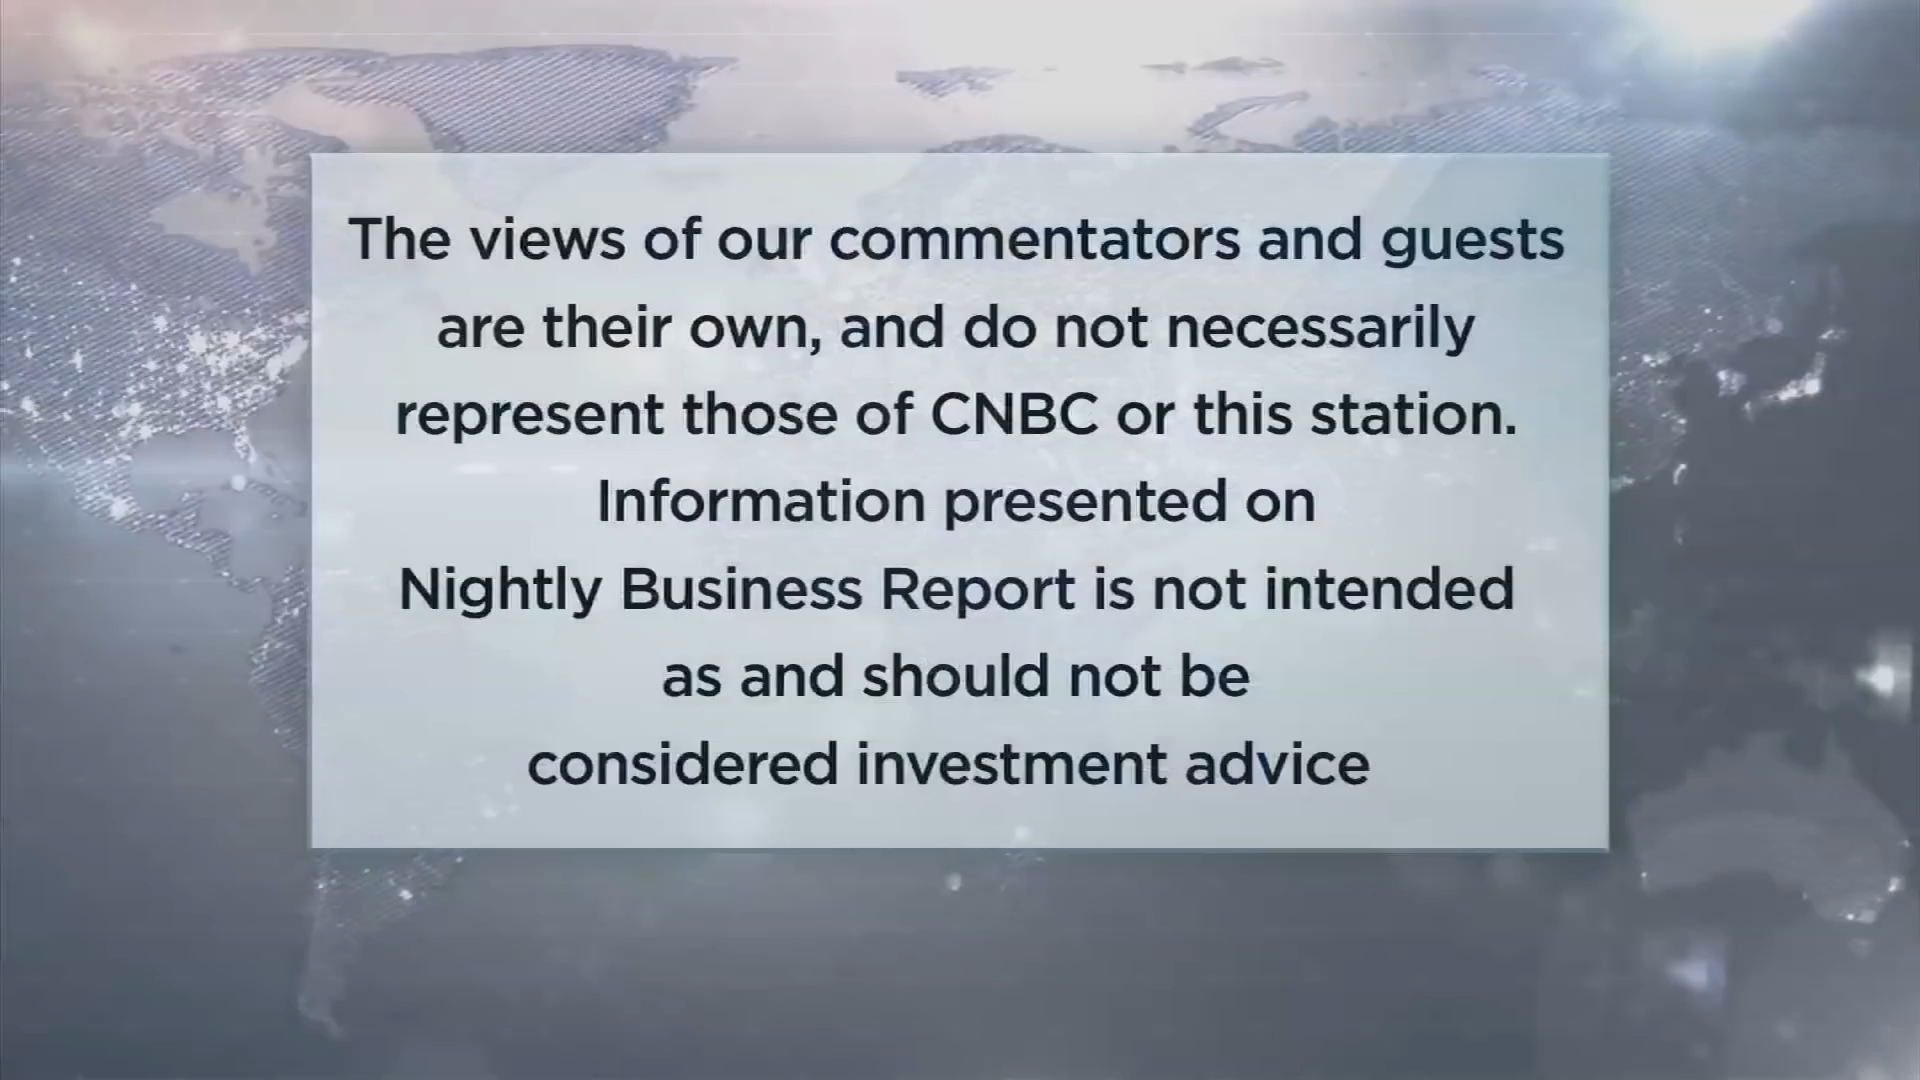 The views of our commentators and guests
are their own, and do not necessarily
represent those of CNBC or this station.
Information presented on
Nightly Business Report is not intended
as and should not be
considered investment advice